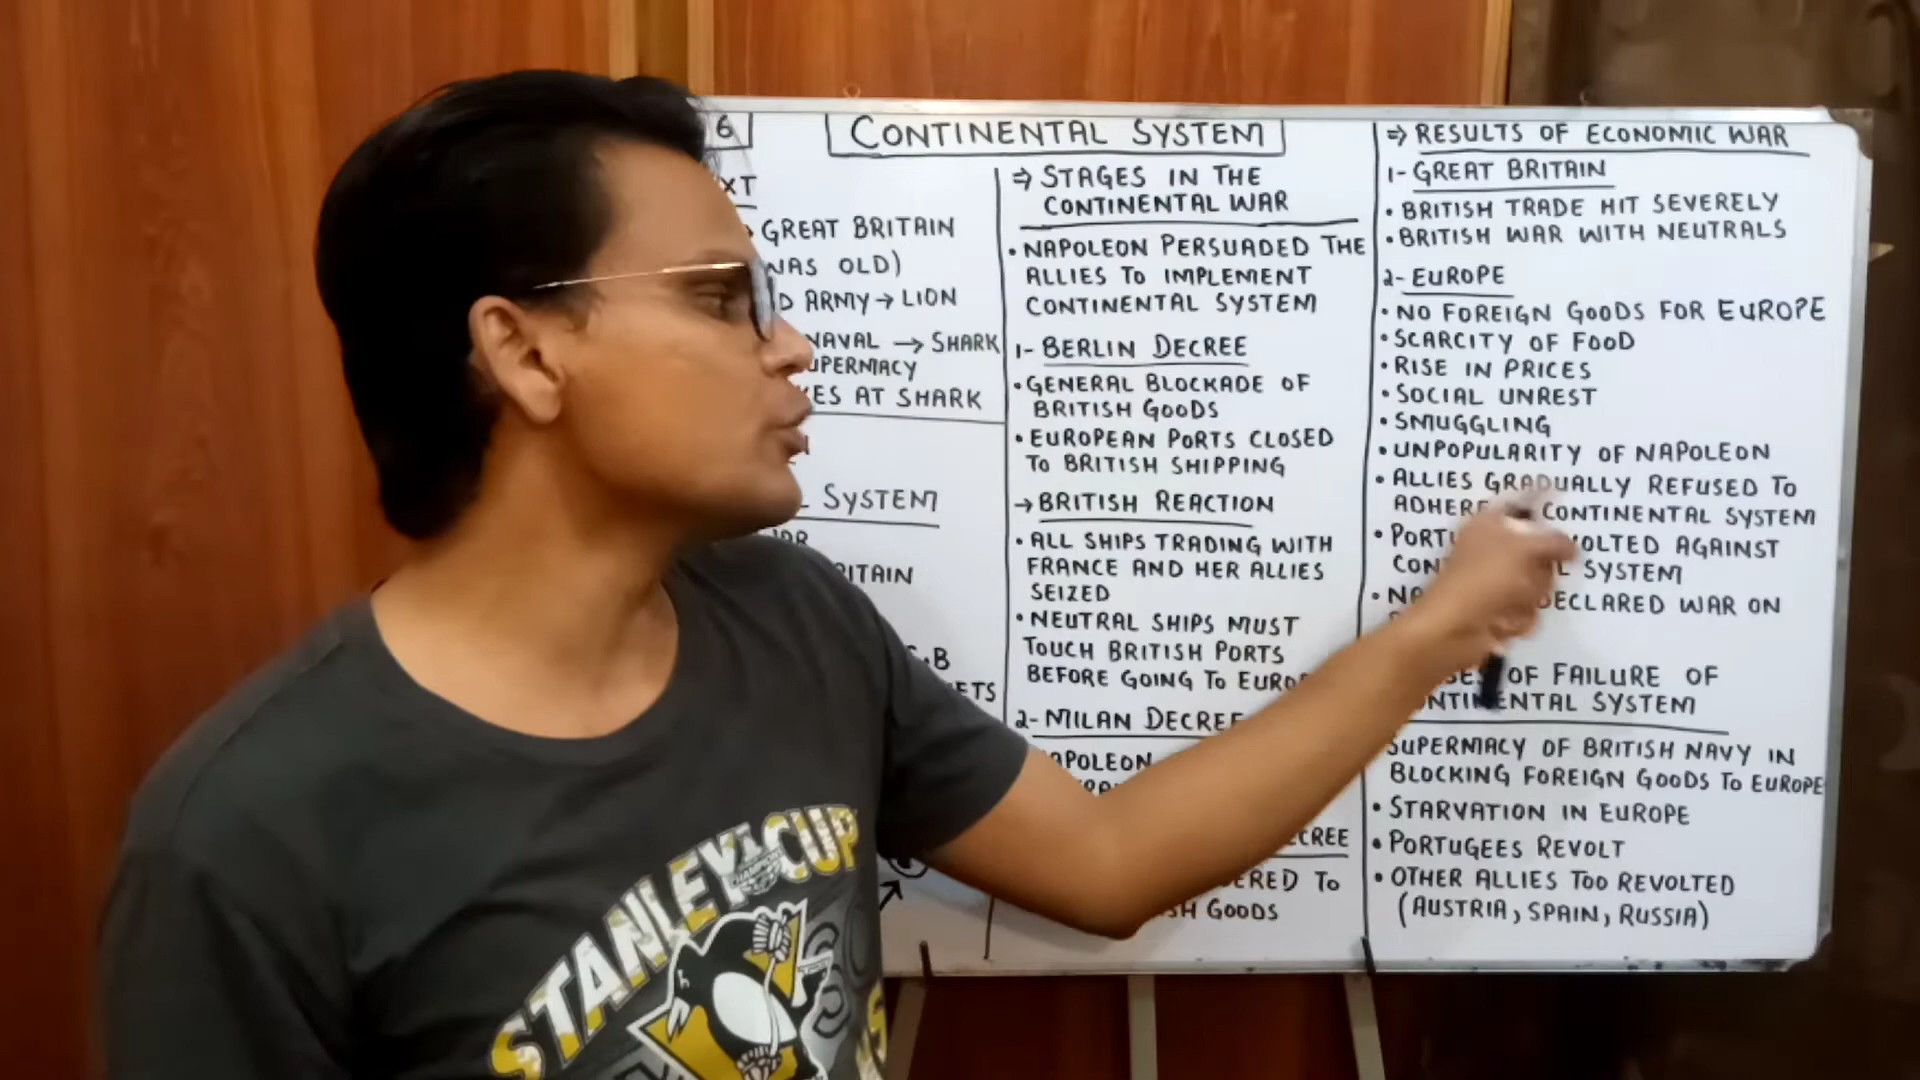 6
CONTINENTAL SYSTEM
XT
GREAT BRITAIN
WAS OLD)
D ARMY → LION
NAVAL → SHARK
UPERMACY
KES AT SHARK
SYSTEM
ITAIN
G.B
ETS
⇒ STAGES IN THE
CONTINENTAL WAR
• NAPOLEON PERSUADED THE
ALLIES TO IMPLEMENT
CONTINENTAL SYSTEM
1- BERLIN DECREE
• GENERAL BLOCKADE OF
BRITISH GOODS
• EUROPEAN PORTS CLOSED
TO BRITISH SHIPPING
→ BRITISH REACTION
• ALL SHIPS TRADING WITH
FRANCE AND HER ALLIES
SEIZED
• NEUTRAL SHIPS MUST
TOUCH BRITISH PORTS
BEFORE GOING TO EURO
2- MILAN DECREE
APOLEON
CREE
ERED TO
SH GOODS
⇒ RESULTS OF ECONOMIC WAR
1- GREAT BRITAIN
• BRITISH TRADE HIT SEVERELY
• BRITISH WAR WITH NEUTRALS
2- EUROPE
• NO FOREIGN GOODS FOR EUROPE
• SCARCITY OF FOOD
• RISE IN PRICES
• SOCIAL UNREST
• SMUGGLING
• UNPOPULARITY OF NAPOLEON
• ALLIES GRADUALLY REFUSED TO
ADHERE CONTINENTAL SYSTEM
• PORTU VOLTED AGAINST
CON L SYSTEM
• NA DECLARED WAR ON
SES OF FAILURE OF
ONTINENTAL SYSTEM
SUPERMACY OF BRITISH NAVY IN
BLOCKING FOREIGN GOODS TO EUROPE
• STARVATION IN EUROPE
• PORTUGEES REVOLT
• OTHER ALLIES TOO REVOLTED
(AUSTRIA, SPAIN, RUSSIA)
STANLEY CUP
CHAMPIONS